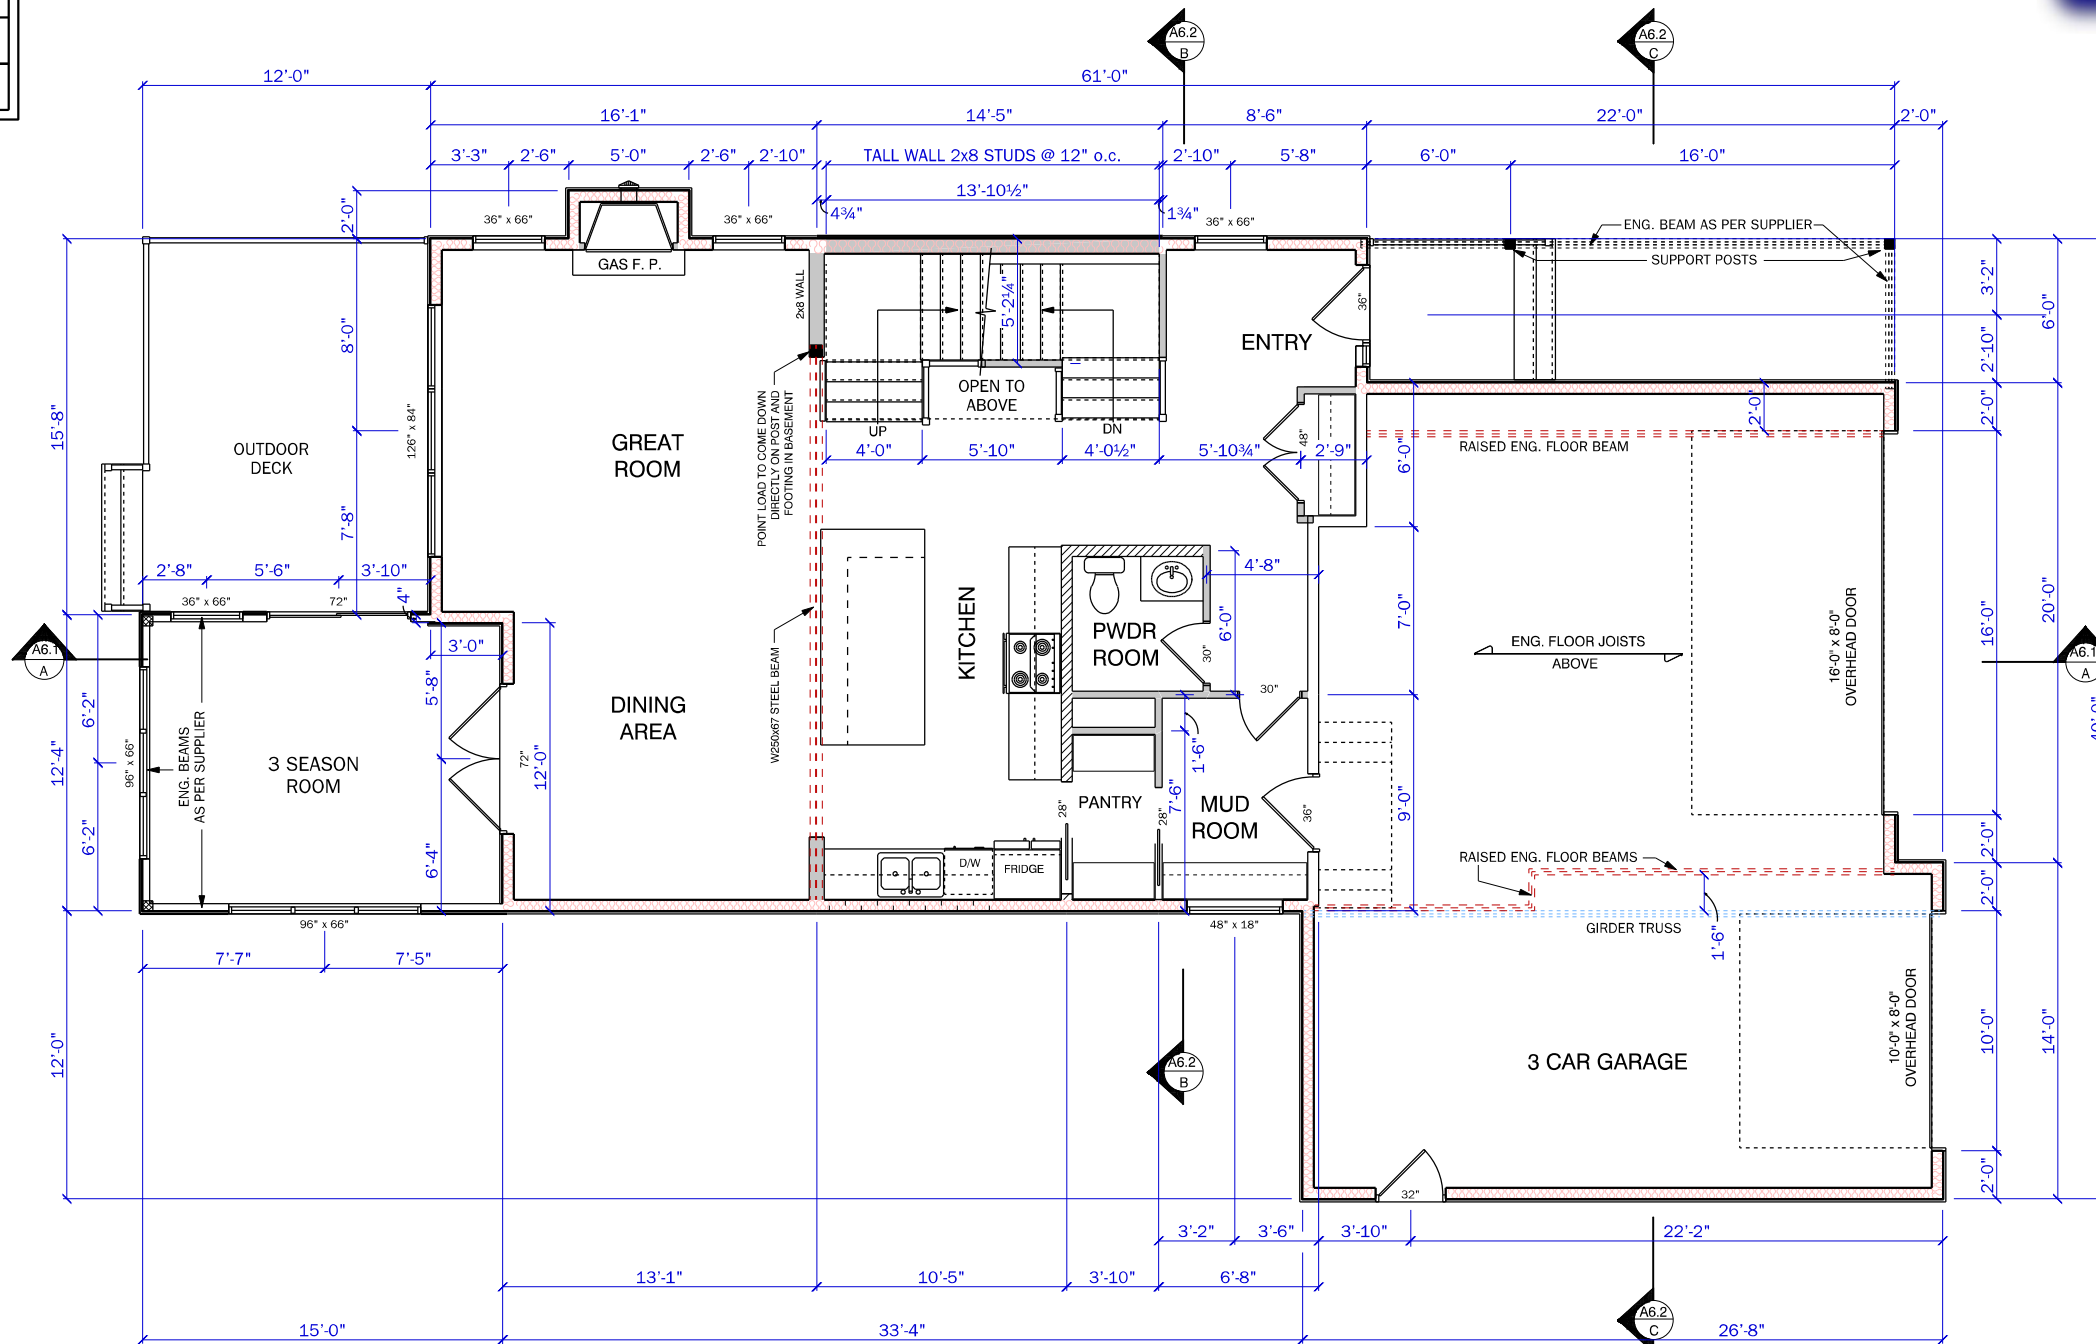 A6.2
B
A6.2
C
12'-0"
61'-0"
16'-1"
14'-5"
8'-6"
22'-0"
2'-0"
3'-3"
2'-6"
5'-0"
2'-6"
2'-10"
TALL WALL 2x8 STUDS @ 12" o.c.
2'-10"
5'-8"
6'-0"
16'-0"
13'-10½"
4¾"
1¾"
2'-0"
36" x 66"
36" x 66"
36" x 66"
GAS F. P.
ENG. BEAM AS PER SUPPLIER
SUPPORT POSTS
2x8 WALL
5'-2¼"
ENTRY
36"
3'-2"
6'-0"
2'-10"
8'-0"
15'-8"
OPEN TO
ABOVE
UP
DN
POINT LOAD TO COME DOWN
DIRECTLY ON POST AND
FOOTING IN BASEMENT
GREAT
ROOM
126" x 84"
OUTDOOR
DECK
4'-0"
5'-10"
4'-0½"
5'-10¾"
48"
2'-9"
6'-0"
2'-0"
RAISED ENG. FLOOR BEAM
2'-0"
7'-8"
2'-8"
5'-6"
3'-10"
36" x 66"
72"
4"
A6.1
A
3'-0"
5'-8"
6'-2"
12'-4"
6'-2"
96" x 66"
ENG. BEAMS
AS PER SUPPLIER
3 SEASON
ROOM
72"
12'-0"
6'-4"
DINING
AREA
W250x67 STEEL BEAM
KITCHEN
PWDR
ROOM
30"
6'-0"
4'-8"
7'-0"
30"
1'-6"
7'-6"
9'-0"
PANTRY
28"
28"
MUD
ROOM
36"
D/W
FRIDGE
ENG. FLOOR JOISTS
ABOVE
16'-0" x 8'-0"
OVERHEAD DOOR
16'-0"
20'-0"
A6.1
A
RAISED ENG. FLOOR BEAMS
2'-0"
2'-0"
GIRDER TRUSS
1'-6"
96" x 66"
48" x 18"
7'-7"
7'-5"
12'-0"
A6.2
B
3 CAR GARAGE
10'-0" x 8'-0"
OVERHEAD DOOR
10'-0"
14'-0"
2'-0"
32"
3'-2"
3'-6"
3'-10"
22'-2"
13'-1"
10'-5"
3'-10"
6'-8"
A6.2
C
15'-0"
33'-4"
26'-8"